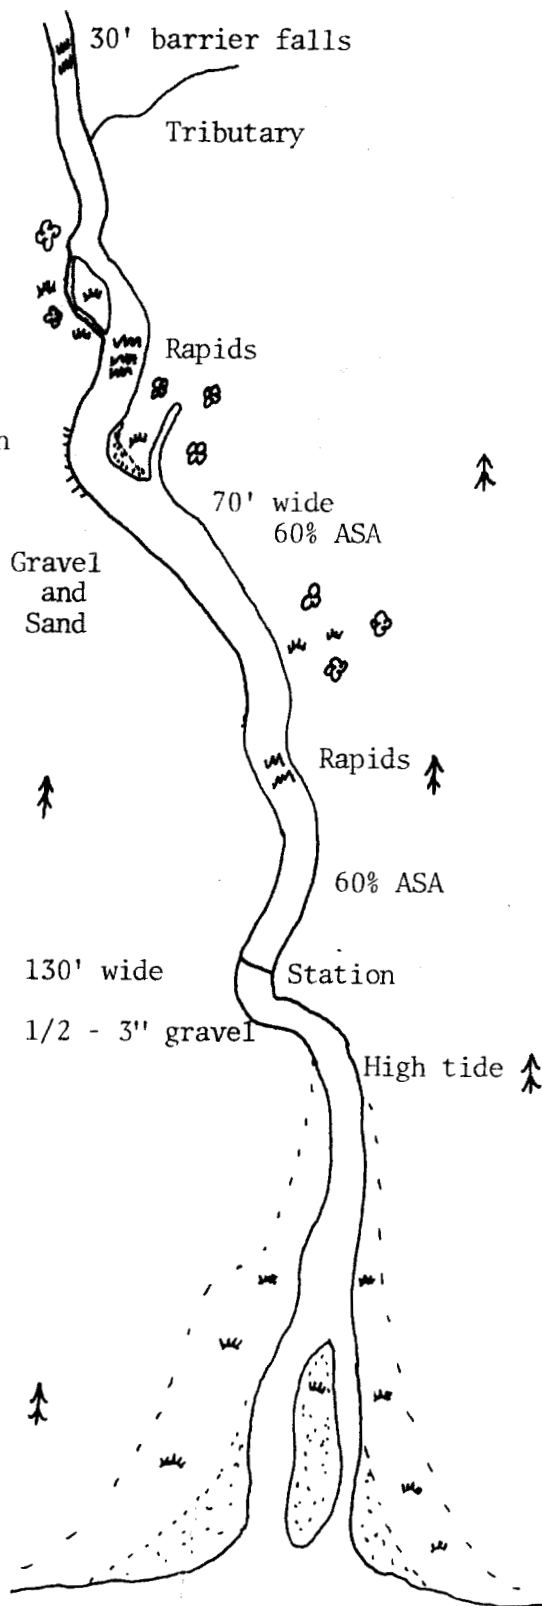 30' barrier falls
Tributary
Rapids
70' wide
60% ASA
Gravel
and
Sand
Rapids
60% ASA
130' wide
Station
1/2 - 3" gravel
High tide